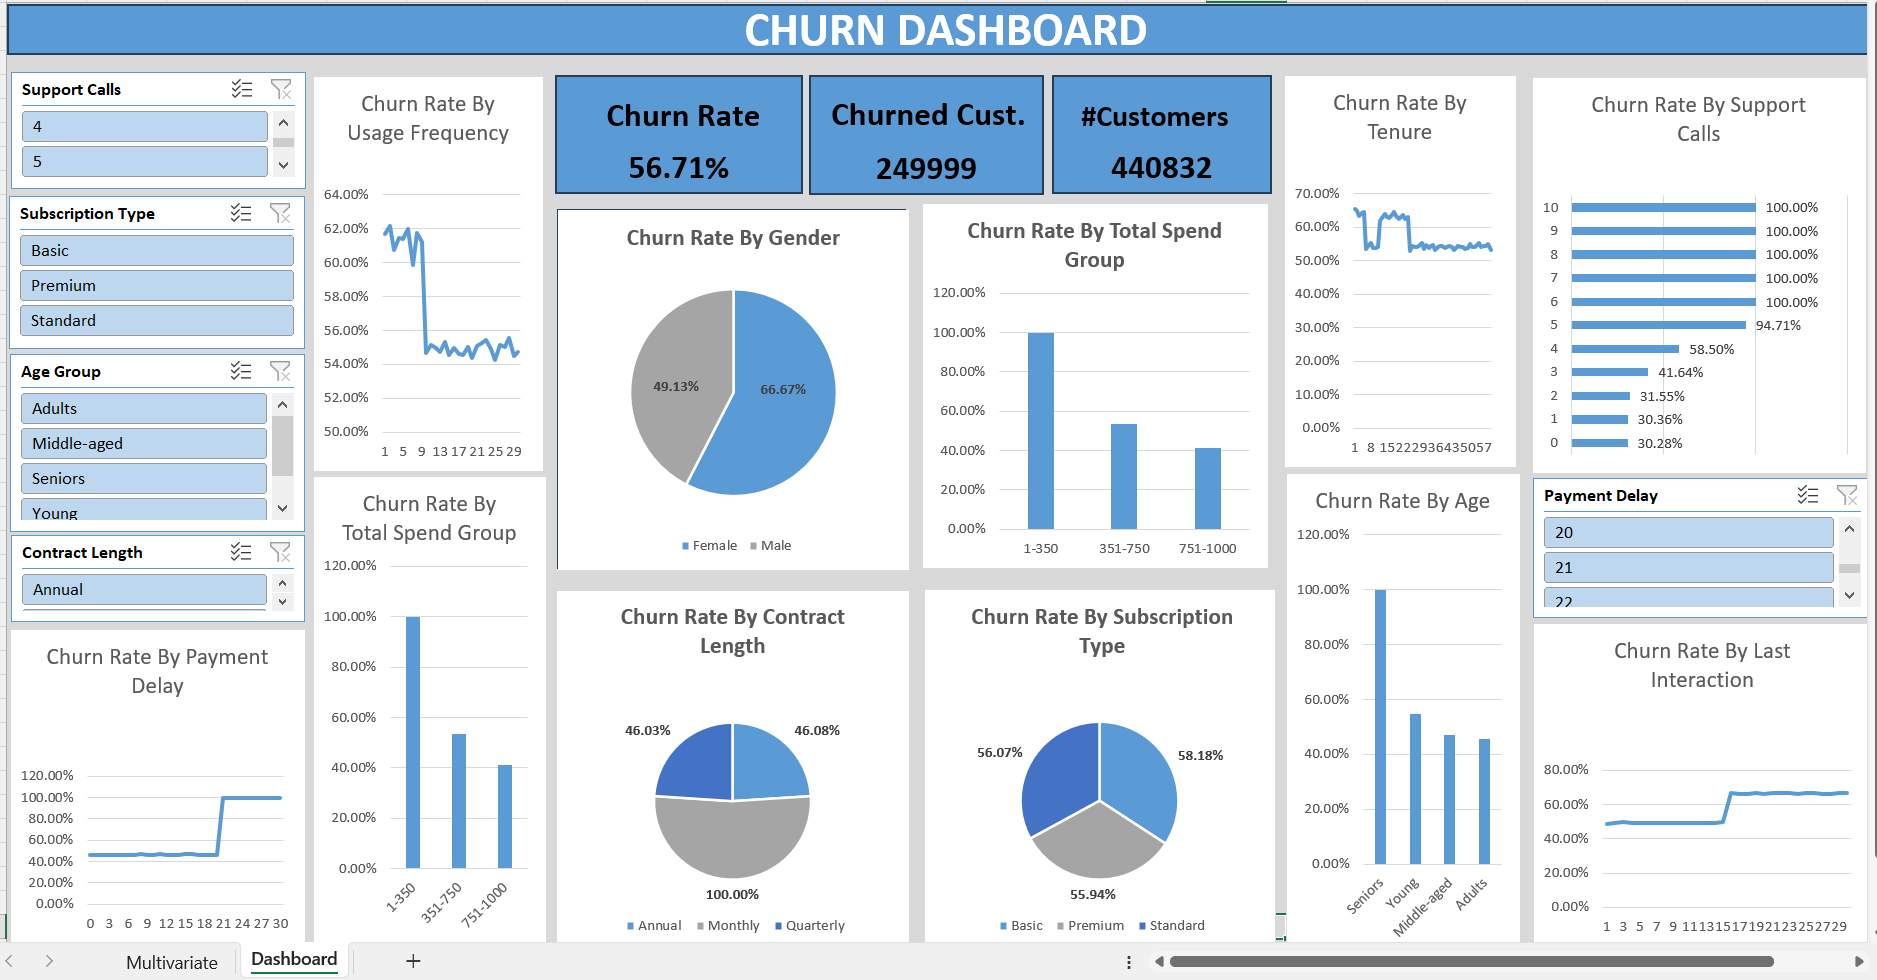 CHURN DASHBOARD
Support Calls
4
5
Subscription Type
Basic
Premium
Standard
Age Group
Adults
Middle-aged
Seniors
Young
Contract Length
Annual
Churn Rate By Payment
Delay
120.00%
100.00%
80.00%
60.00%
40.00%
20.00%
0.00%
0 3 6 9 12 15 18 21 24 27 30
Churn Rate By
Usage Frequency
64.00%
62.00%
60.00%
58.00%
56.00%
54.00%
52.00%
50.00%
1 5 9 13 17 21 25 29
Churn Rate By
Total Spend Group
120.00%
100.00%
80.00%
60.00%
40.00%
20.00%
0.00%
1-350 351-750 751-1000
Churn Rate
56.71%
Churned Cust.
249999
#Customers
440832
Churn Rate By Gender
49.13% 66.67%
Female Male
Churn Rate By Total Spend
Group
120.00%
100.00%
80.00%
60.00%
40.00%
20.00%
0.00%
1-350 351-750 751-1000
Churn Rate By Contract
Length
46.03% 46.08%
100.00%
Annual Monthly Quarterly
Churn Rate By Subscription
Type
56.07% 58.18%
55.94%
Basic Premium Standard
Churn Rate By
Tenure
70.00%
60.00%
50.00%
40.00%
30.00%
20.00%
10.00%
0.00%
1 8 152229364350 57
Churn Rate By Age
120.00%
100.00%
80.00%
60.00%
40.00%
20.00%
0.00%
Seniors Young Middle-aged Adults
Churn Rate By Support
Calls
10 100.00%
9 100.00%
8 100.00%
7 100.00%
6 100.00%
5 94.71%
4 58.50%
3 41.64%
2 31.55%
1 30.36%
0 30.28%
Payment Delay
20
21
22
Churn Rate By Last
Interaction
80.00%
60.00%
40.00%
20.00%
0.00%
1 3 5 7 9 11131517192123252729
Multivariate Dashboard +